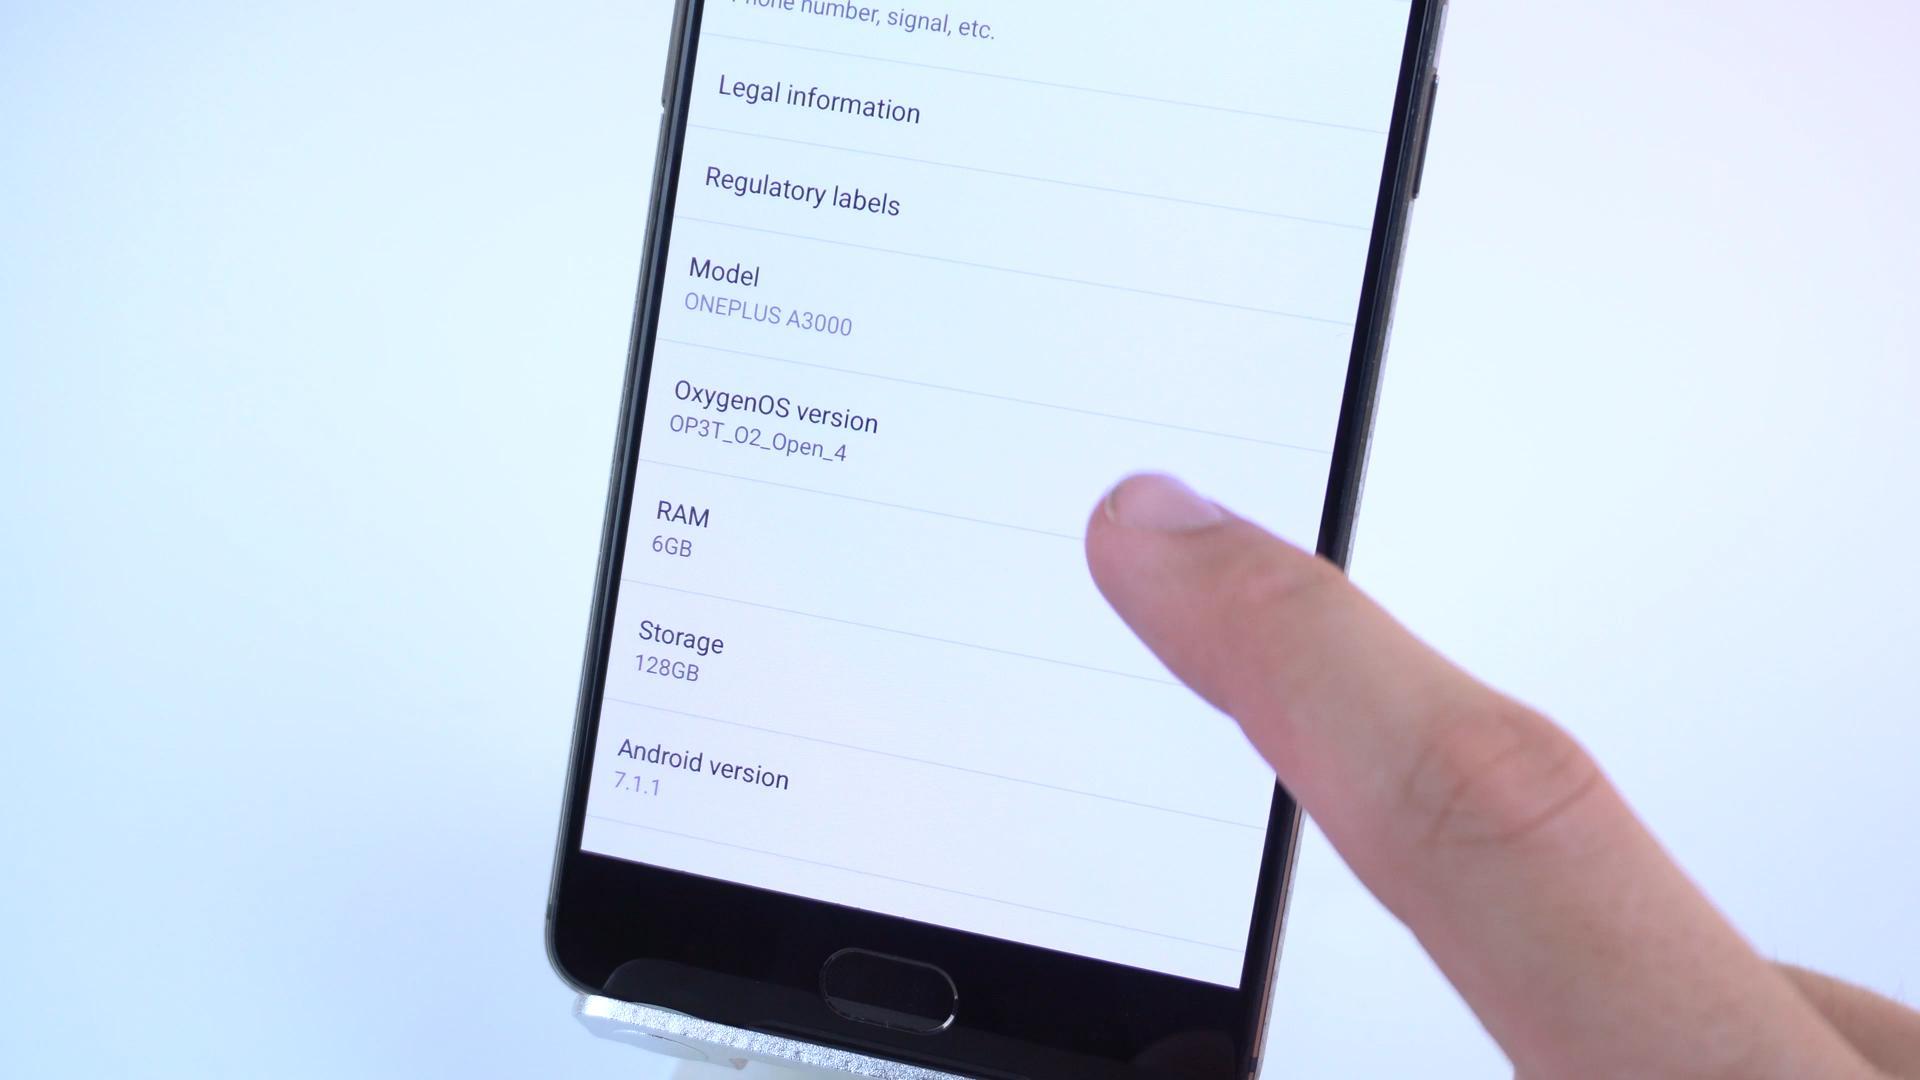 Phone number, signal, etc.
Legal information
Regulatory labels
Model
ONEPLUS A3000
OxygenOS version
OP3T_O2_Open_4
RAM
6GB
Storage
128GB
Android version
7.1.1